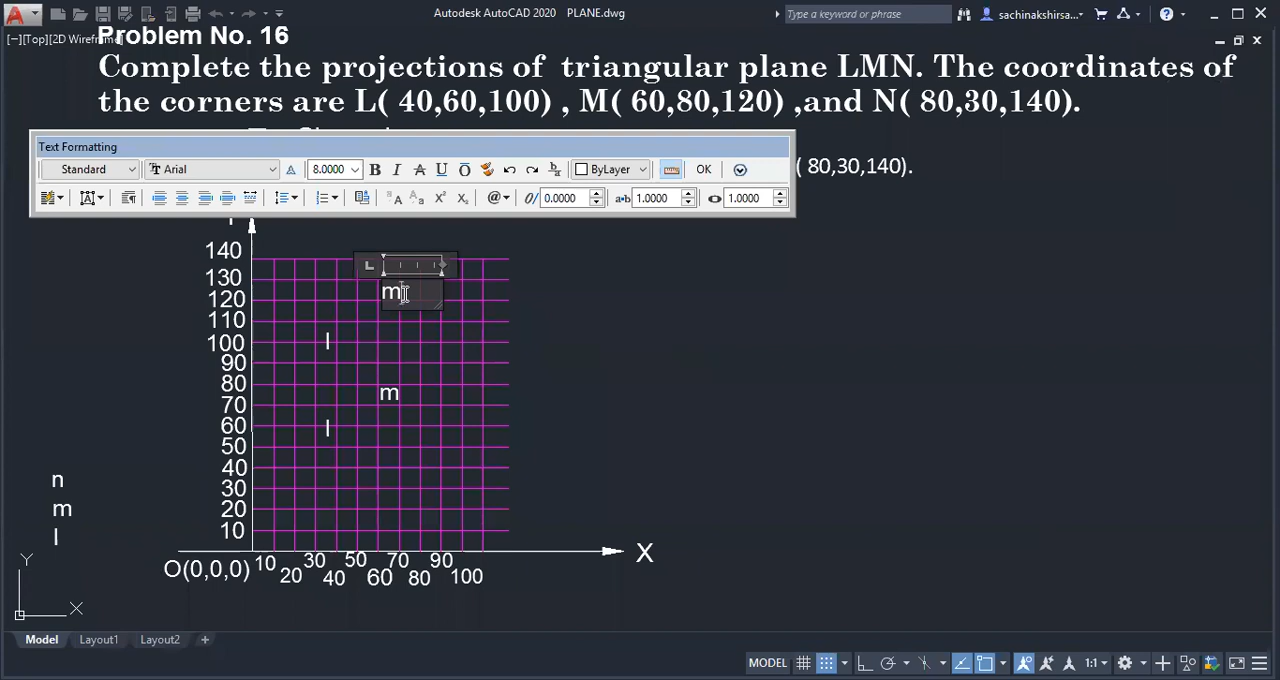 Autodesk AutoCAD 2020 PLANE.dwg
Type a keyword or phrase
sachinakshirsa...
[−][Top][2D Wireframe]
Problem No. 16
Complete the projections of triangular plane LMN. The coordinates of
the corners are L( 40,60,100) , M( 60,80,120) ,and N( 80,30,140).
Text Formatting
Standard Arial 8.0000 B I A U O ByLayer OK
@ 0.0000 a•b 1.0000 1.0000
( 80,30,140).
140
130
120
110
100
90
80
70
60
50
40
30
20
10
m
l
m
l
n
m
l
O(0,0,0)
10 20 30 40 50 60 70 80 90 100
X
Y
X
Model Layout1 Layout2 +
MODEL 1:1